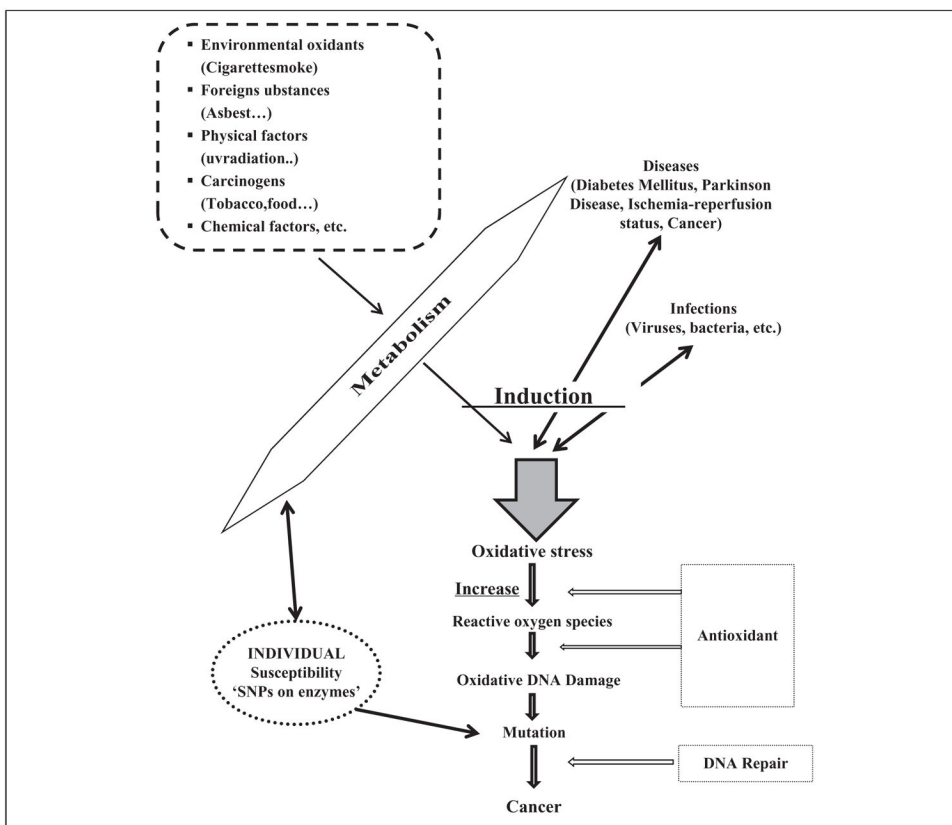 ▪ Environmental oxidants
(Cigarettesmoke)
▪ Foreigns ubstances
(Asbest…)
▪ Physical factors
(uvradiation..)
▪ Carcinogens
(Tobacco,food…)
▪ Chemical factors, etc.
Diseases
(Diabetes Mellitus, Parkinson
Disease, Ischemia-reperfusion
status, Cancer)
Infections
(Viruses, bacteria, etc.)
Metabolism
Induction
Oxidative stress
Increase
Reactive oxygen species
Antioxidant
INDIVIDUAL
Susceptibility
‘SNPs on enzymes’
Oxidative DNA Damage
Mutation
DNA Repair
Cancer